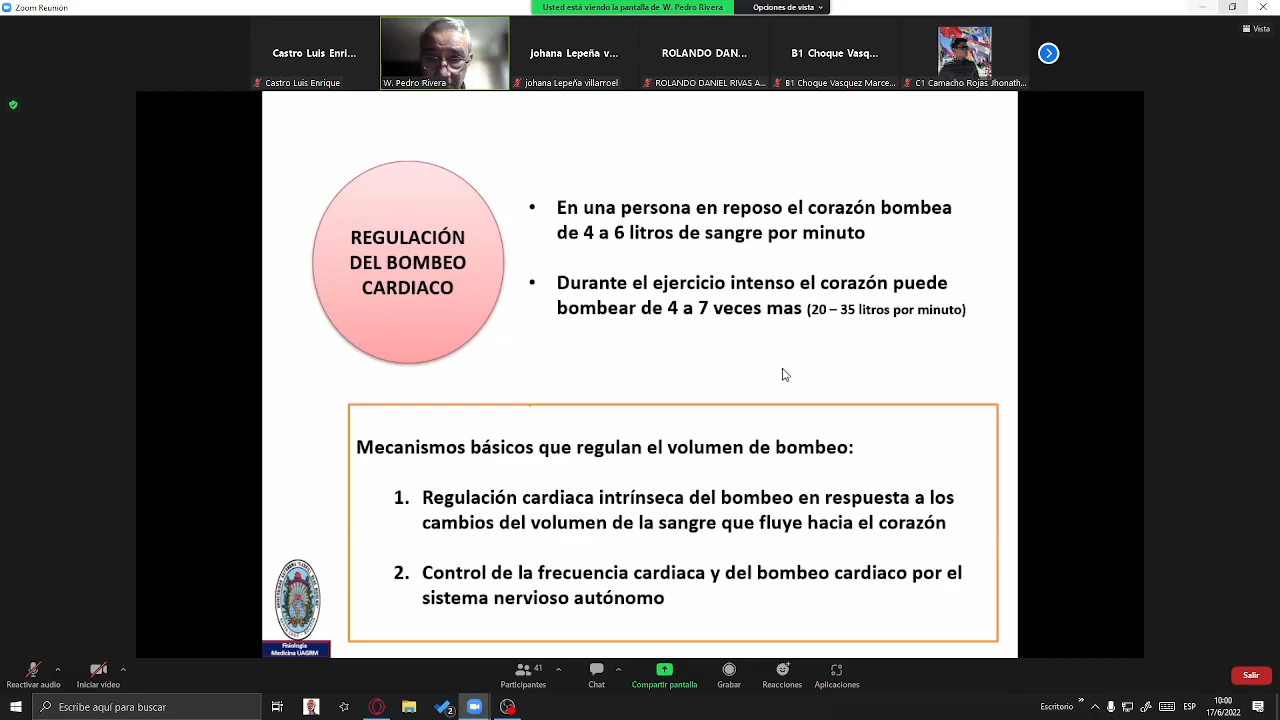 Zoom Reunión
Usted está viendo la pantalla de W. Pedro Rivera
Opciones de vista
Vista
Castro Luis Enri...
johana Lepeña v...
ROLANDO DAN...
B1 Choque Vasq...
Castro Luis Enrique
W. Pedro Rivera
johana Lepeña villarroel
ROLANDO DANIEL RIVAS A...
B1 Choque Vasquez Marce...
C1 Camacho Rojas Jhonath...
REGULACIÓN
DEL BOMBEO
CARDIACO
• En una persona en reposo el corazón bombea
de 4 a 6 litros de sangre por minuto
• Durante el ejercicio intenso el corazón puede
bombear de 4 a 7 veces mas (20 – 35 litros por minuto)
Mecanismos básicos que regulan el volumen de bombeo:
1. Regulación cardiaca intrínseca del bombeo en respuesta a los
cambios del volumen de la sangre que fluye hacia el corazón
2. Control de la frecuencia cardiaca y del bombeo cardiaco por el
sistema nervioso autónomo
Fisiología
Medicina UAGRM
Reactivar audio
Iniciar video
41
Participantes
Chat
Compartir pantalla
Grabar
Reacciones
Aplicaciones
Salir
Escribe aquí para buscar
2
Escritorio
ESP
10:00
17/6/2022